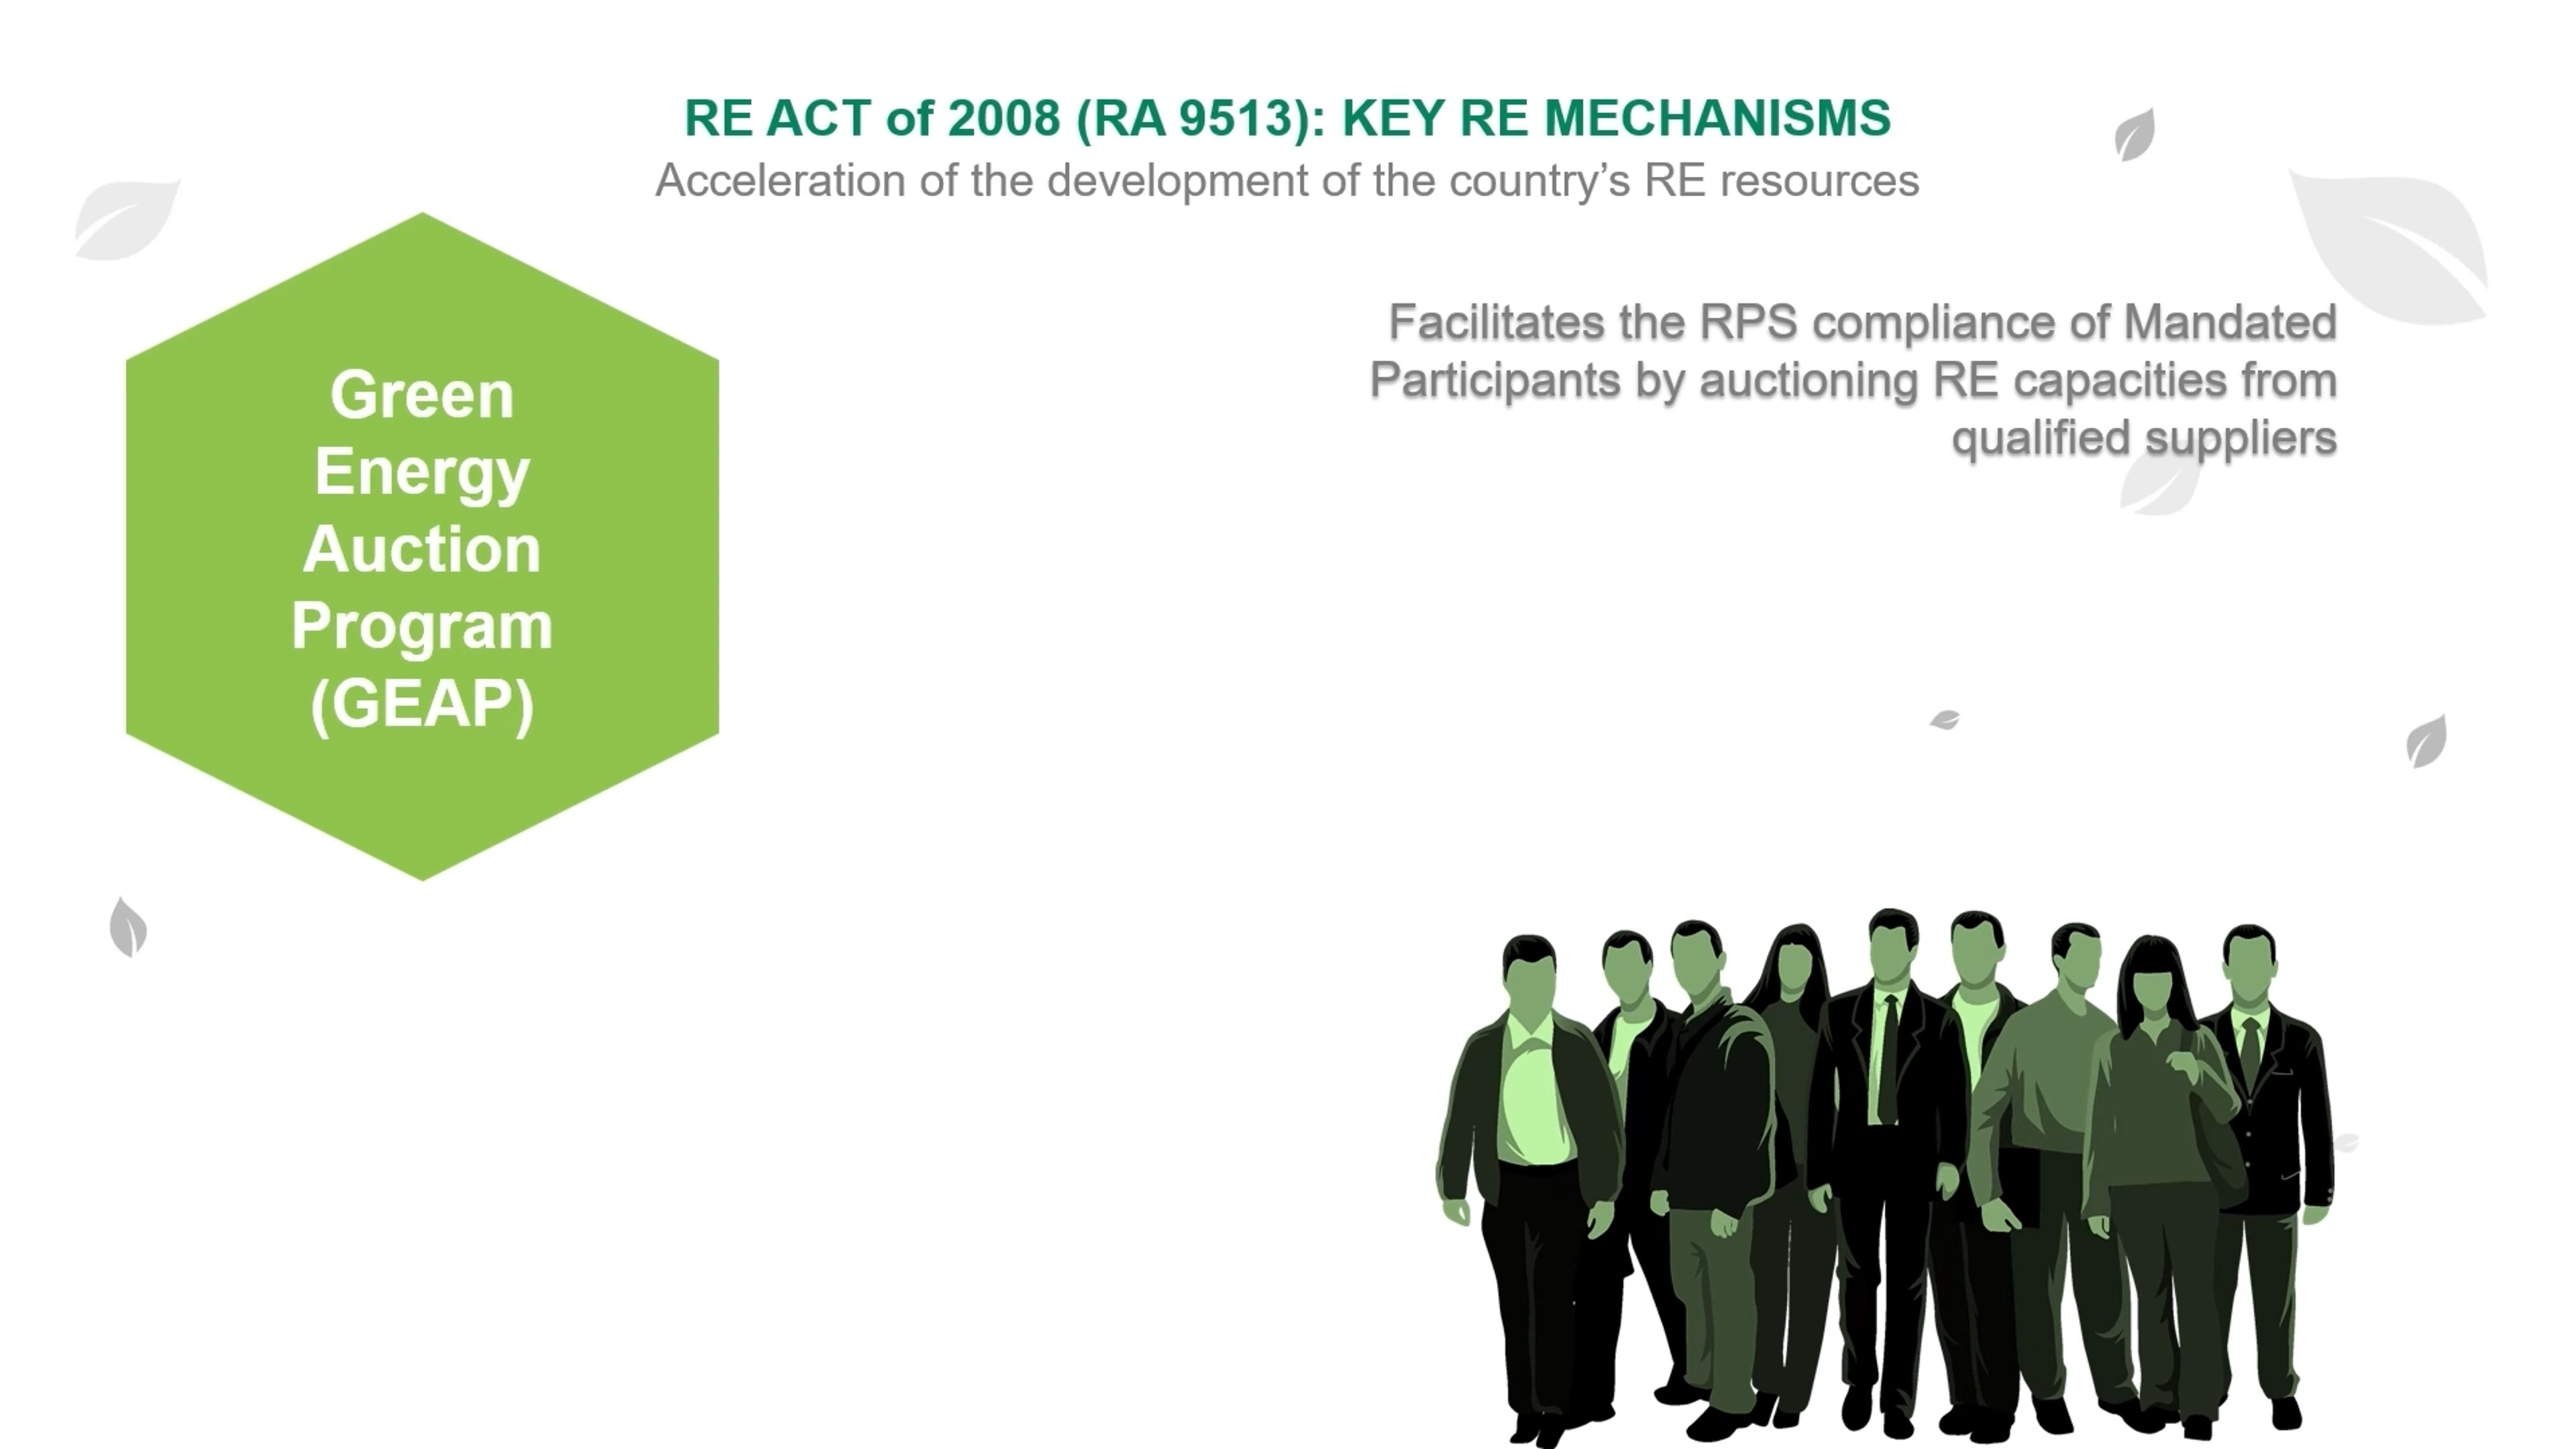 RE ACT of 2008 (RA 9513): KEY RE MECHANISMS
Acceleration of the development of the country’s RE resources
Green
Energy
Auction
Program
(GEAP)
Facilitates the RPS compliance of Mandated
Participants by auctioning RE capacities from
qualified suppliers